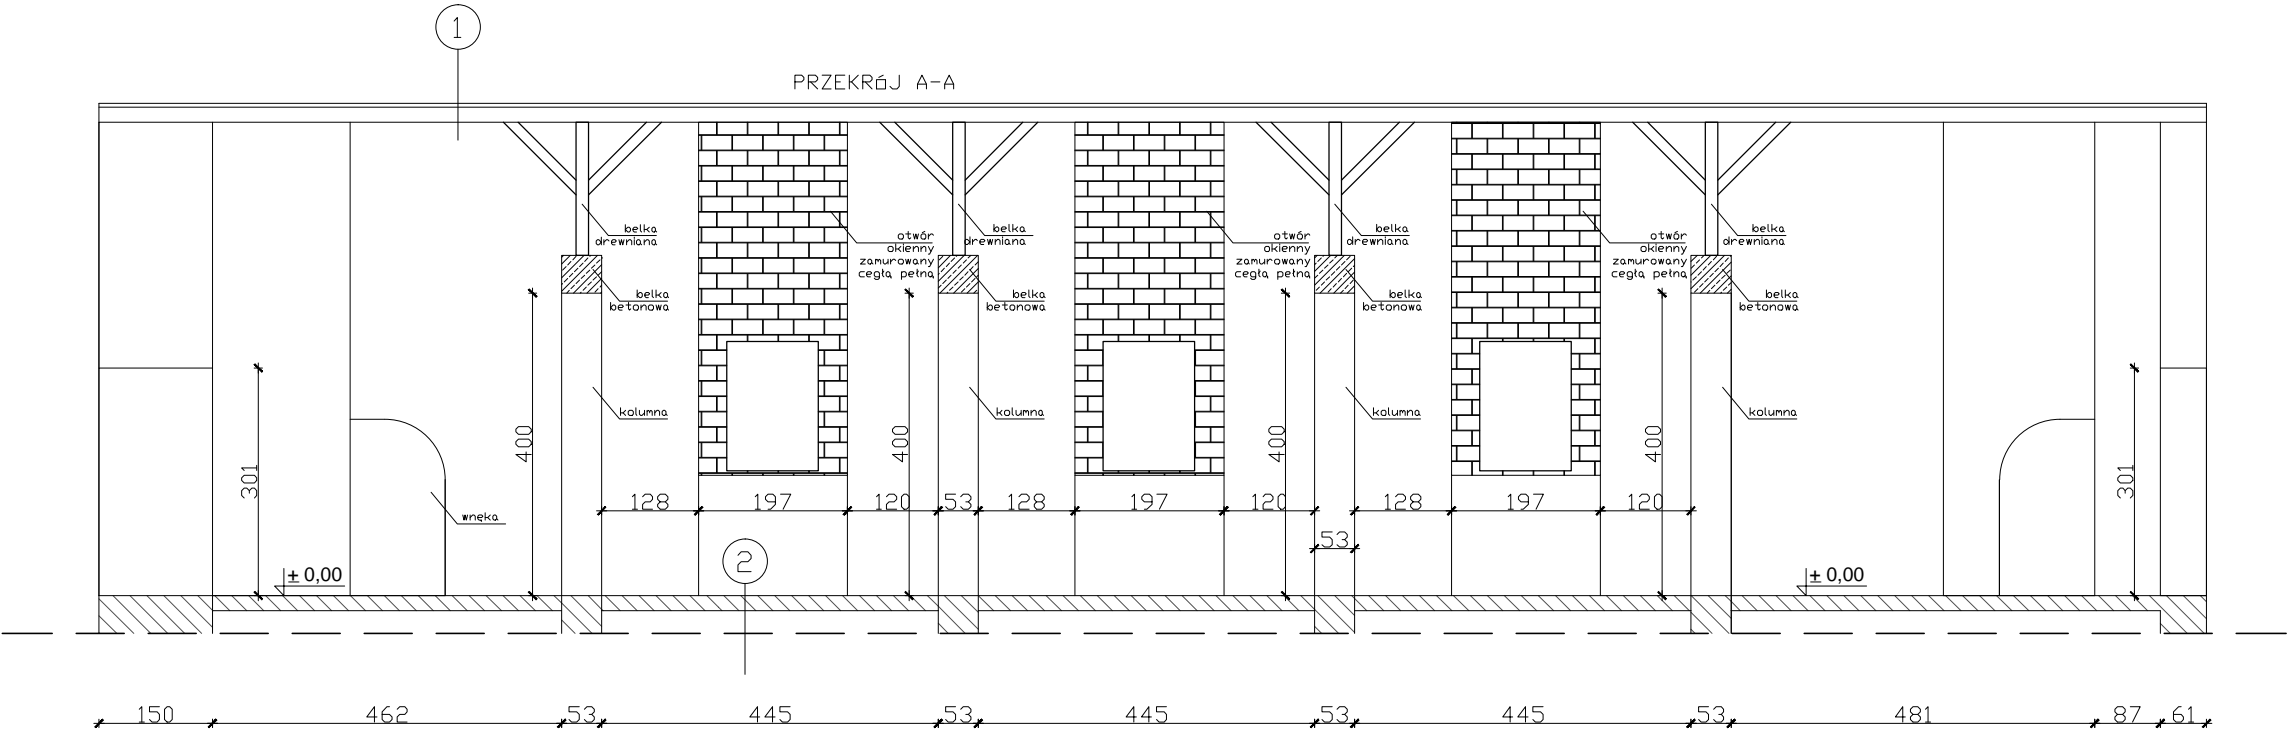 1
PRZEKRóJ A-A
belka
drewniana
otwór
okienny
zamurowany
cegłą pełną
belka
betonowa
kolumna
belka
drewniana
otwór
okienny
zamurowany
cegłą pełną
belka
betonowa
kolumna
belka
drewniana
otwór
okienny
zamurowany
cegłą pełną
belka
betonowa
kolumna
belka
drewniana
belka
betonowa
kolumna
400
400
400
400
301
301
wnęka
128 197 120 53 128 197 120 128 197 120
53
2
± 0,00
± 0,00
150 462 53 445 53 445 53 445 53 481 87 61